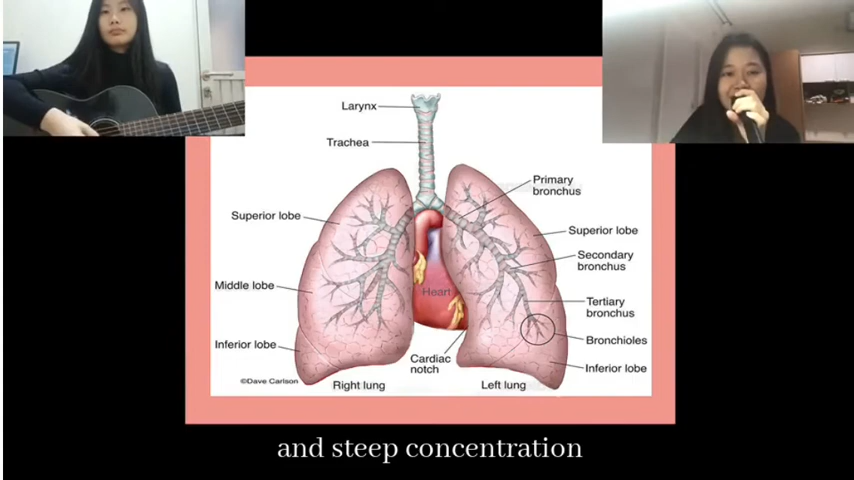 Larynx
Trachea
Primary
bronchus
Superior lobe
Superior lobe
Secondary
bronchus
Middle lobe
Heart
Tertiary
bronchus
Inferior lobe
Bronchioles
Cardiac
notch
Inferior lobe
©Dave Carlson
Right lung
Left lung
and steep concentration